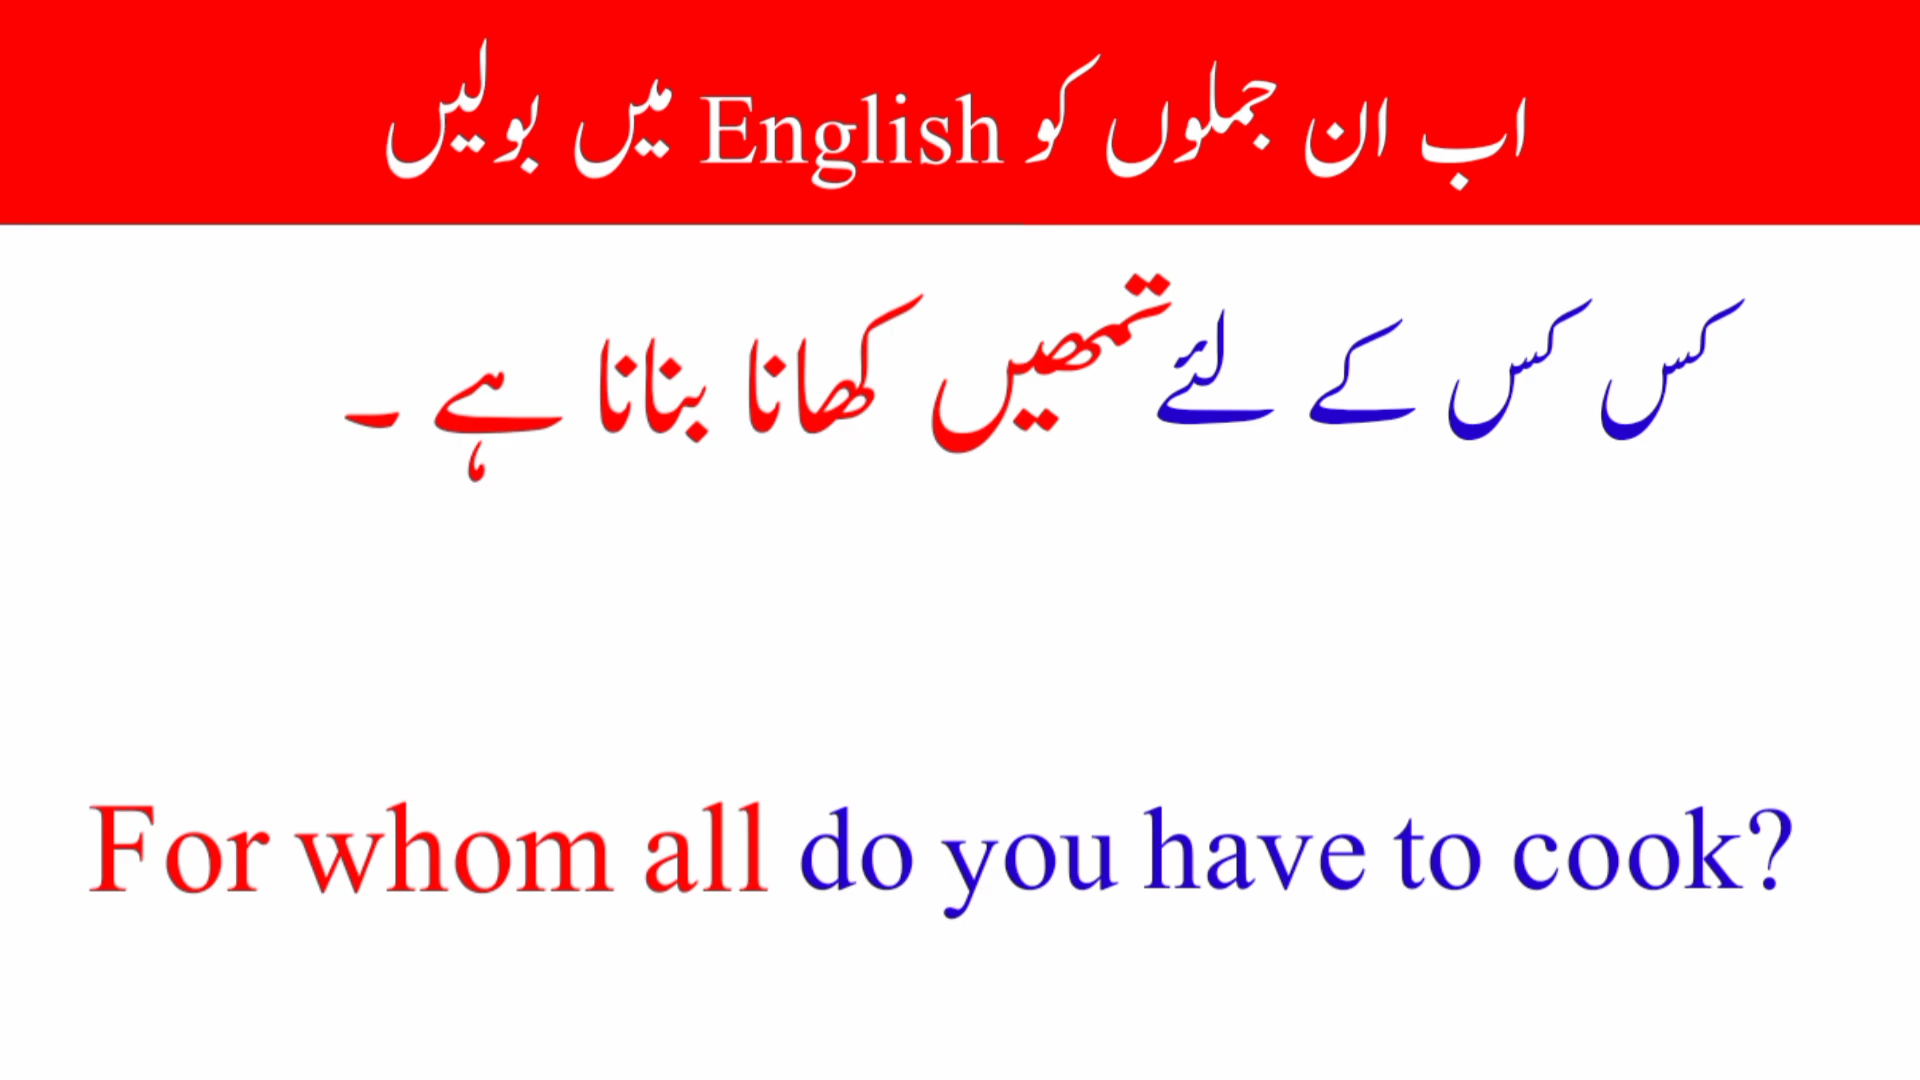 اب ان جملوں کو English میں بولیں
کس کس کے لئے تمھیں کھانا بنانا ہے ۔
For whom all do you have to cook?